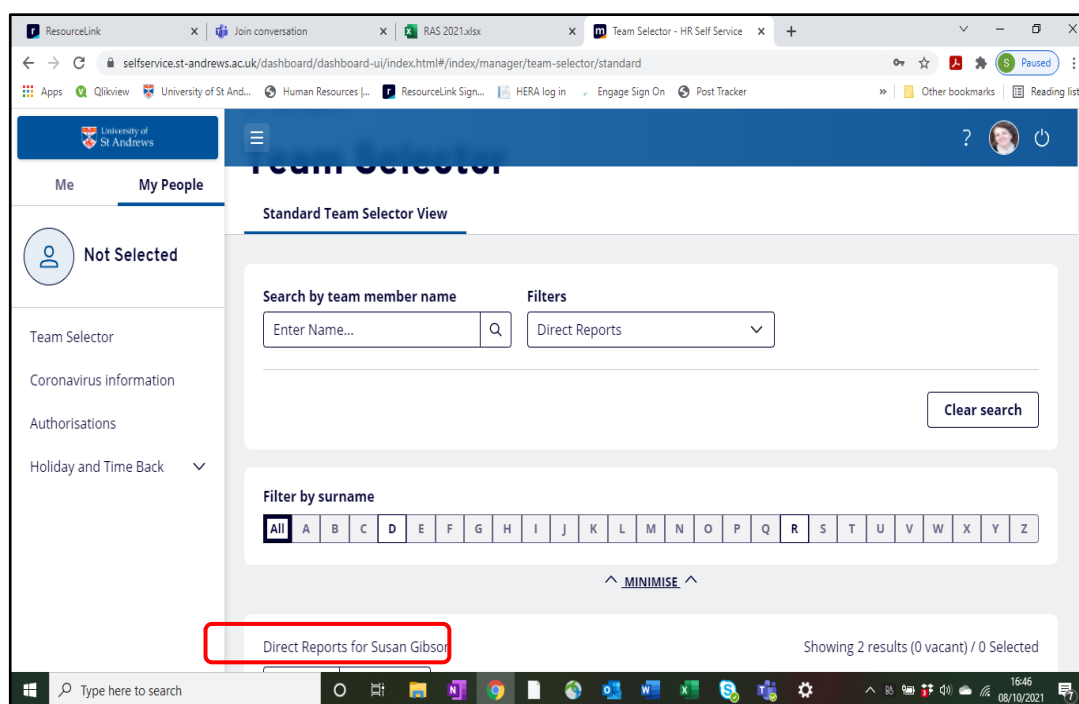 ResourceLink
Join conversation
RAS 2021.xlsx
Team Selector - HR Self Service
selfservice.st-andrews.ac.uk/dashboard/dashboard-ui/index.html#/index/manager/team-selector/standard
S Paused
Apps
Qlikview
University of St And...
Human Resources |...
ResourceLink Sign...
HERA log in
Engage Sign On
Post Tracker
»
Other bookmarks
Reading list
University of
St Andrews
?
Team Selector
Me
My People
Standard Team Selector View
Not Selected
Search by team member name
Filters
Enter Name...
Direct Reports
Team Selector
Coronavirus information
Authorisations
Holiday and Time Back
Clear search
Filter by surname
All A B C D E F G H I J K L M N O P Q R S T U V W X Y Z
MINIMISE
Direct Reports for Susan Gibson
Showing 2 results (0 vacant) / 0 Selected
Type here to search
16:46
08/10/2021
7